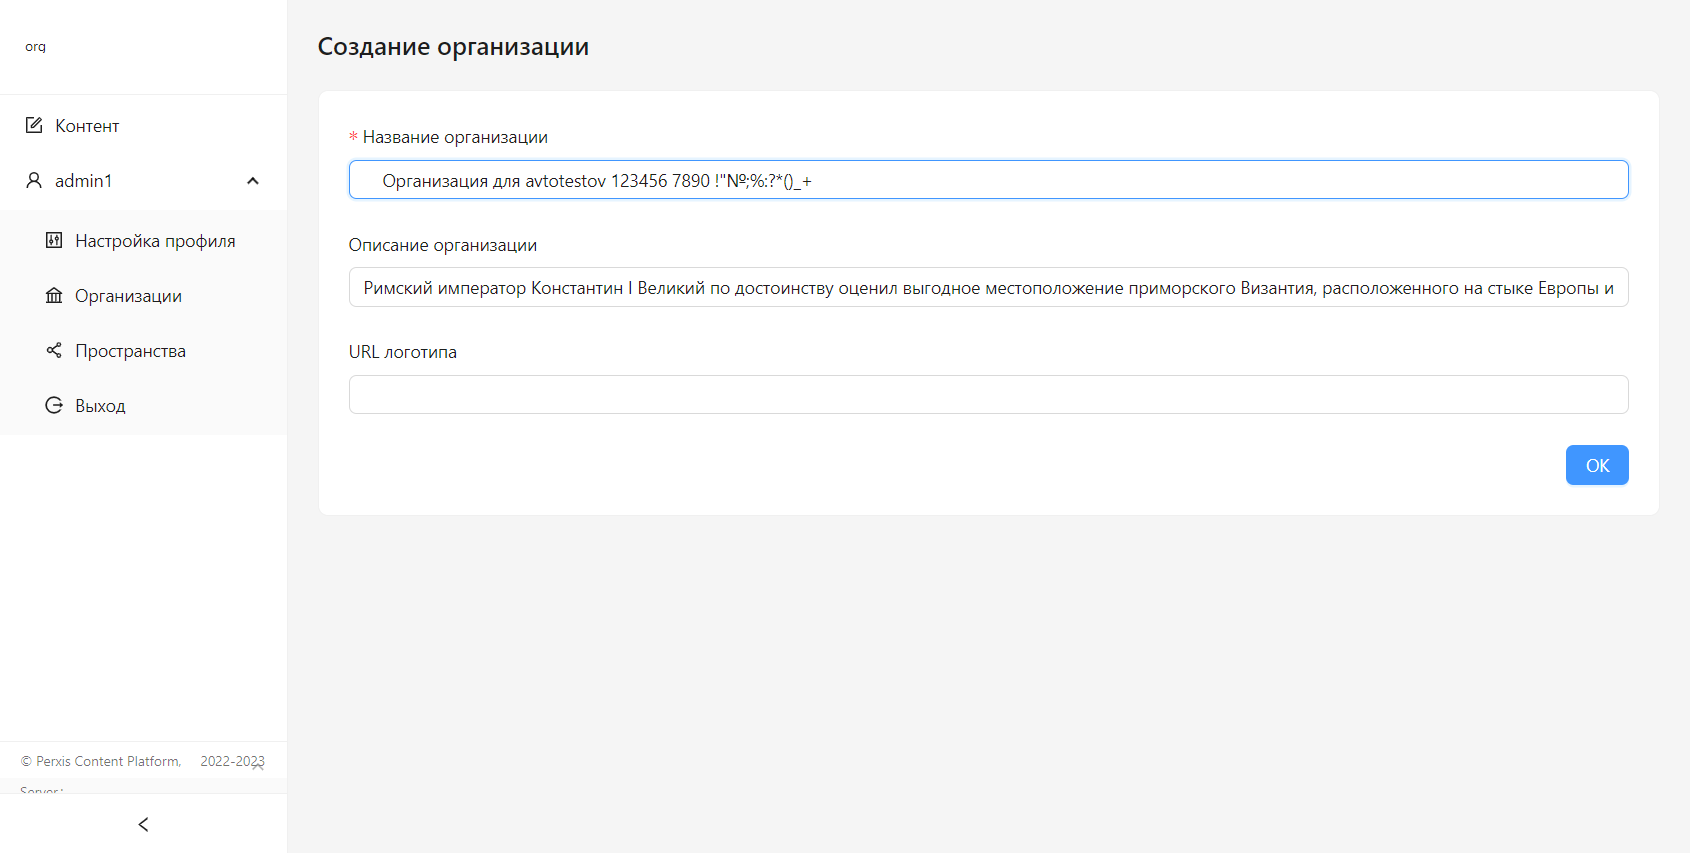 org
Контент
admin1
Настройка профиля
Организации
Пространства
Выход
© Perxis Content Platform, 2022-2023
Server:
Создание организации
* Название организации
Организация для avtotestov 123456 7890 !"№;%:?*()_+
Описание организации
Римский император Константин I Великий по достоинству оценил выгодное местоположение приморского Византия, расположенного на стыке Европы и
URL логотипа
OK